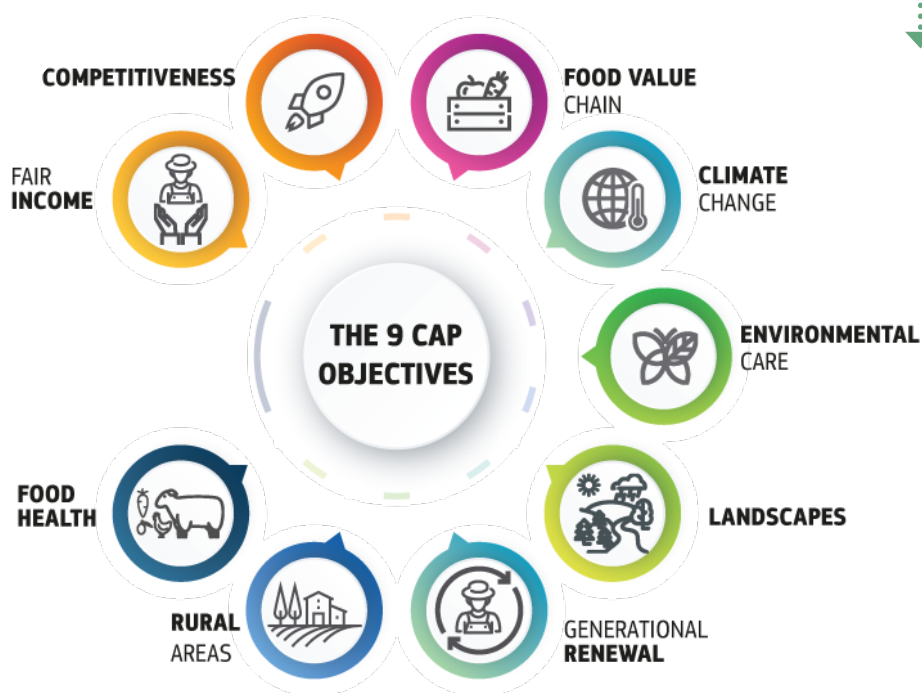 COMPETITIVENESS
FOOD VALUE
CHAIN
FAIR
INCOME
CLIMATE
CHANGE
THE 9 CAP
OBJECTIVES
ENVIRONMENTAL
CARE
FOOD
HEALTH
LANDSCAPES
RURAL
AREAS
GENERATIONAL
RENEWAL